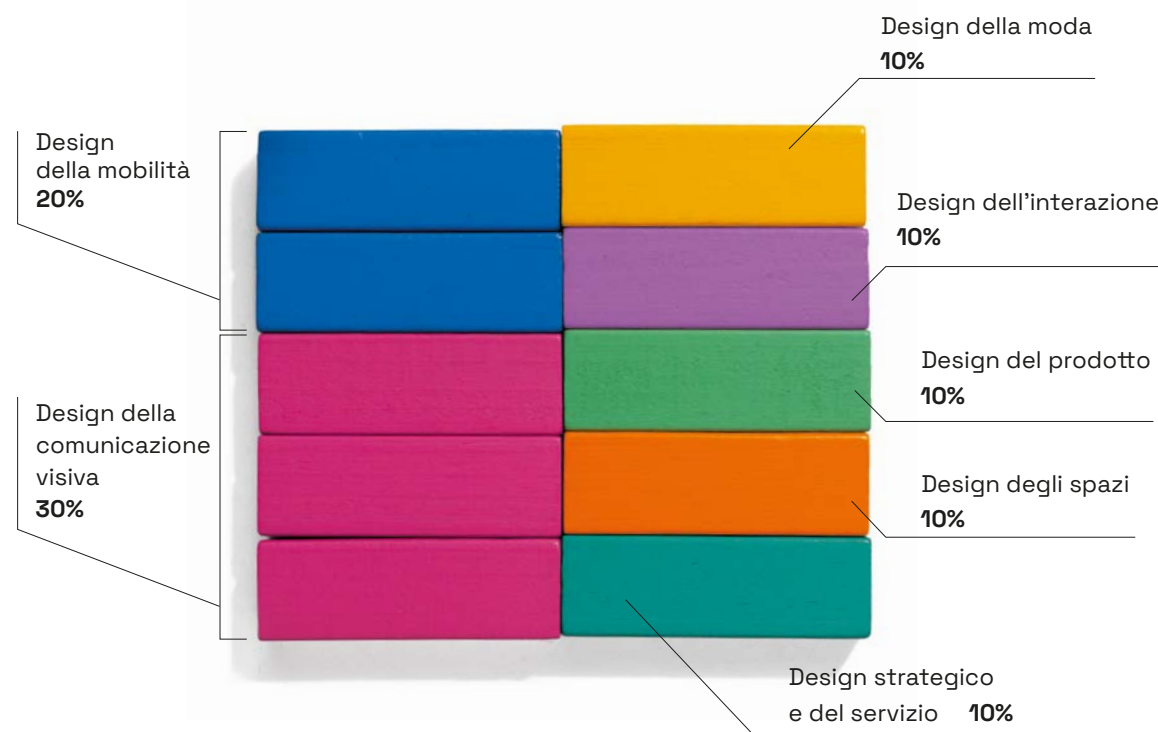 Design della moda
10%
Design
della mobilità
20%
Design dell'interazione
10%
Design del prodotto
10%
Design della
comunicazione
visiva
30%
Design degli spazi
10%
Design strategico
e del servizio 10%